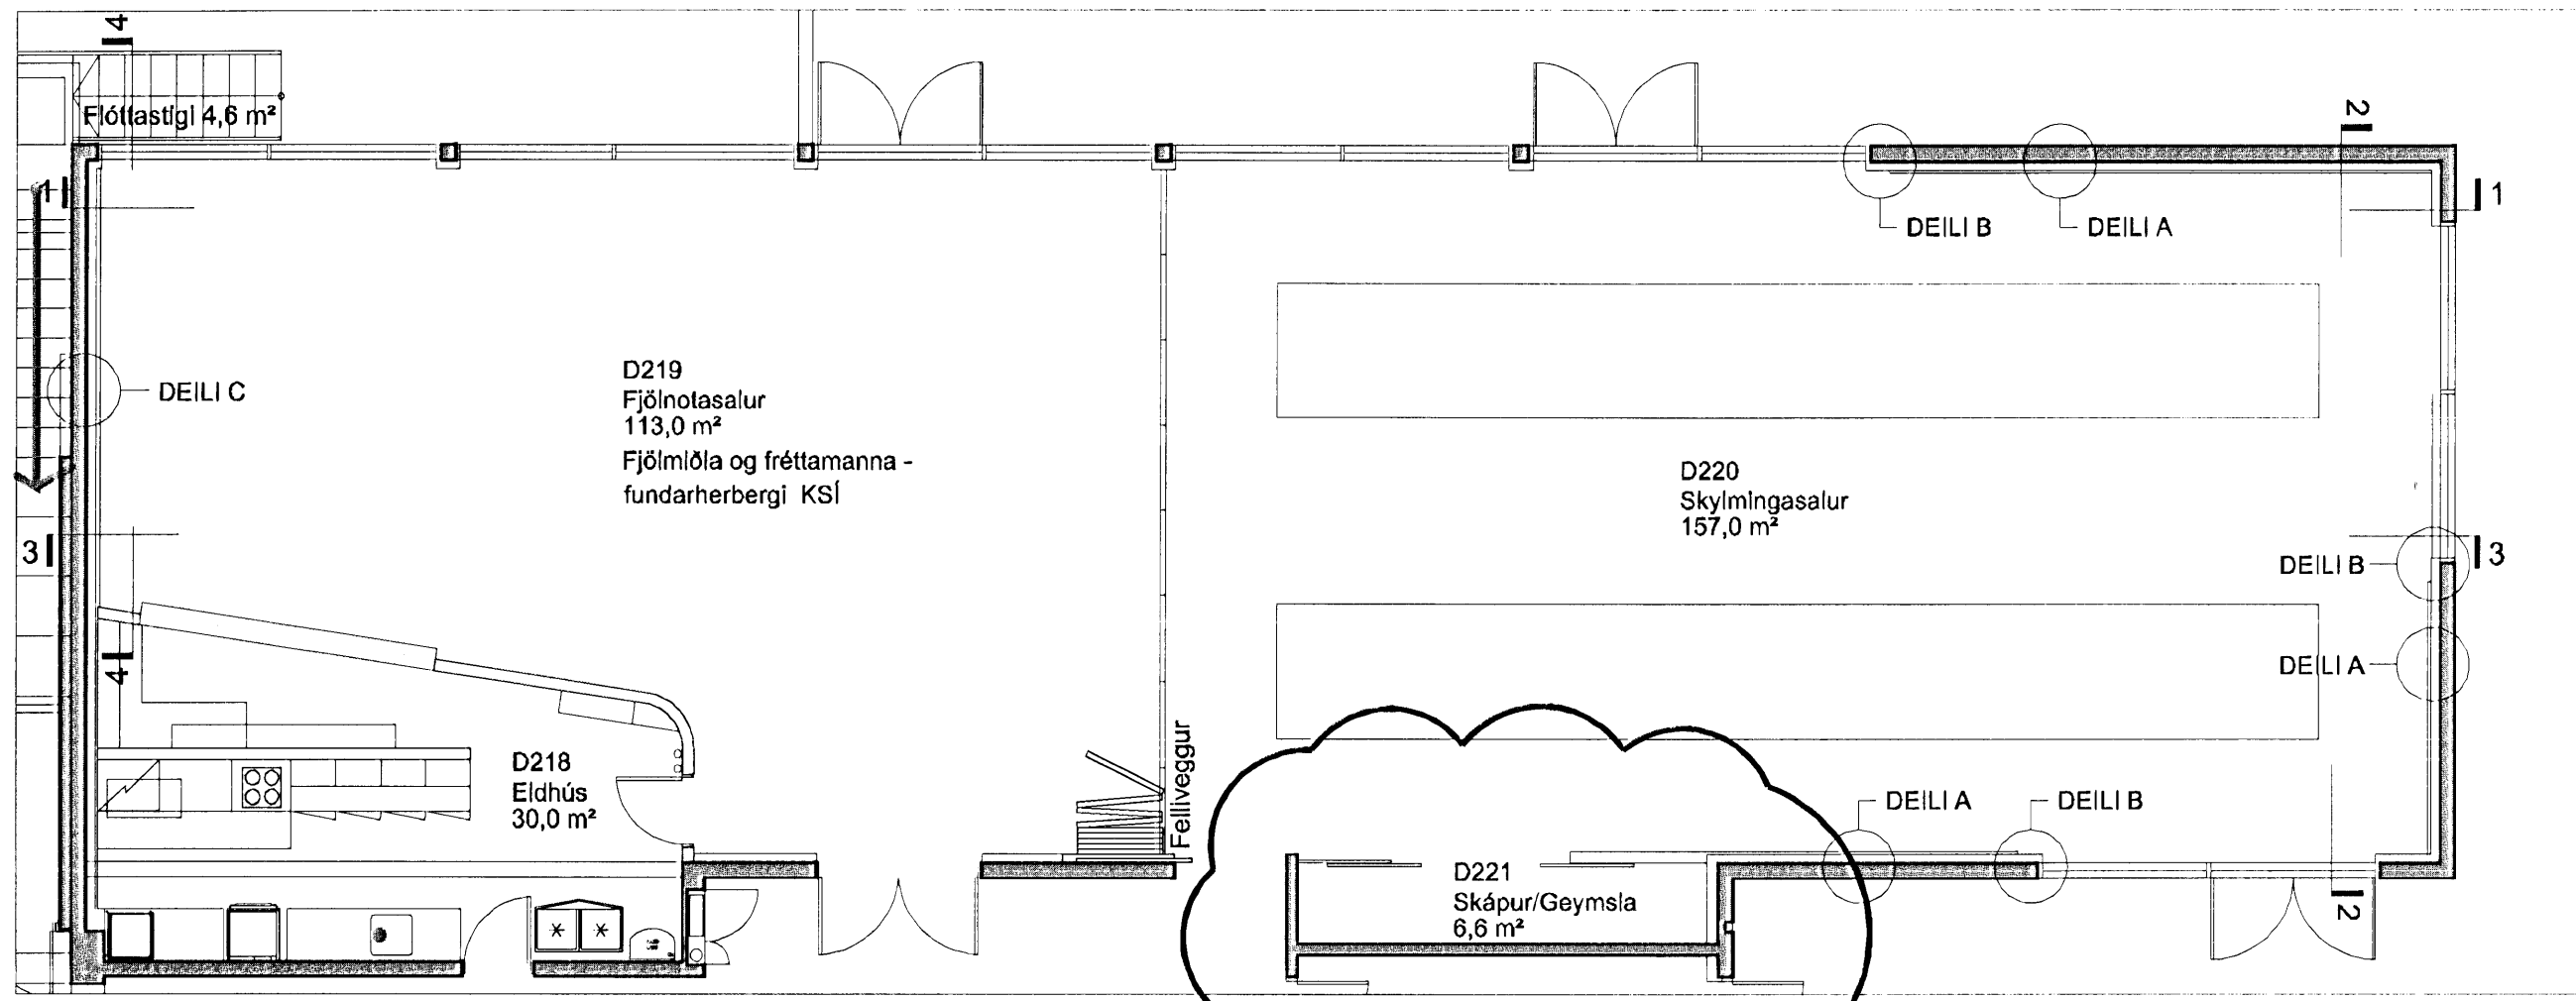 4
Flóttastigi 4,6 m²
2
1
1
DEILI B
DEILI A
DEILI C
D219
Fjölnotasalur
113,0 m²
Fjölmiðla og fréttamanna -
fundarherbergi KSÍ
D220
Skylmingasalur
157,0 m²
3
3
DEILI B
DEILI A
4
Felliveggur
D218
Eldhús
30,0 m²
DEILI A
DEILI B
D221
Skápur/Geymsla
6,6 m²
2